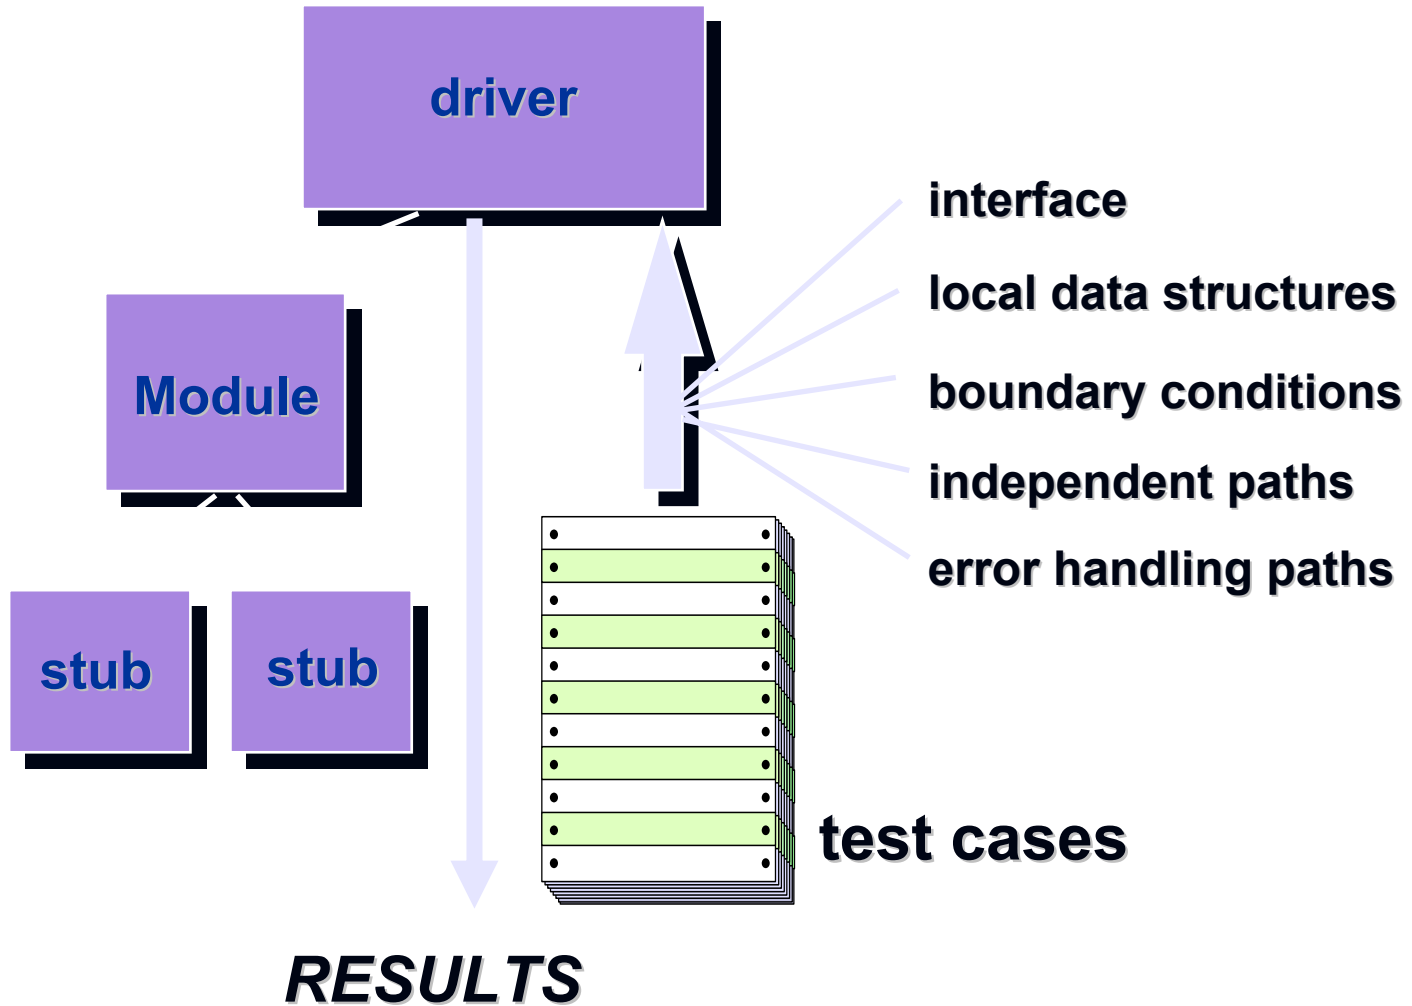 driver
interface
local data structures
Module
boundary conditions
independent paths
error handling paths
stub
stub
test cases
RESULTS